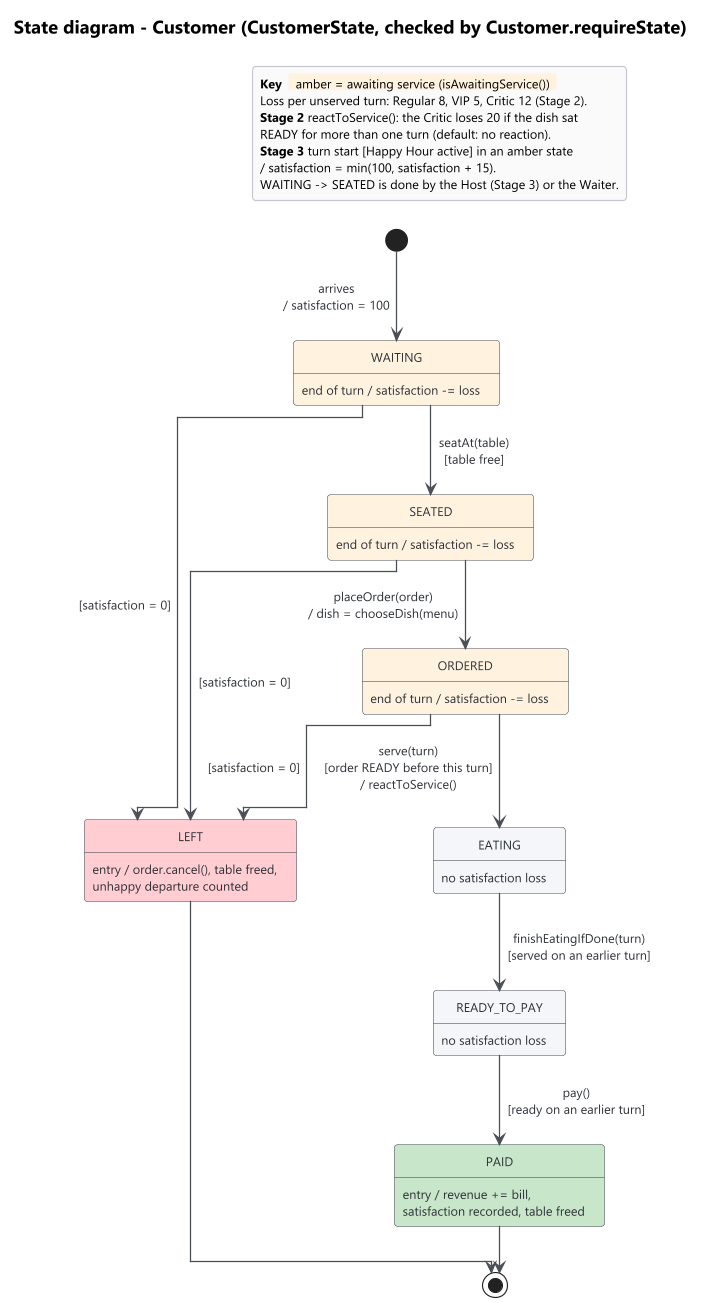 State diagram - Customer (CustomerState, checked by Customer.requireState)
Key amber = awaiting service (isAwaitingService())
Loss per unserved turn: Regular 8, VIP 5, Critic 12 (Stage 2).
Stage 2 reactToService(): the Critic loses 20 if the dish sat
READY for more than one turn (default: no reaction).
Stage 3 turn start [Happy Hour active] in an amber state
/ satisfaction = min(100, satisfaction + 15).
WAITING -> SEATED is done by the Host (Stage 3) or the Waiter.
arrives
/ satisfaction = 100
WAITING
end of turn / satisfaction -= loss
seatAt(table)
[table free]
SEATED
end of turn / satisfaction -= loss
[satisfaction = 0]
placeOrder(order)
/ dish = chooseDish(menu)
ORDERED
end of turn / satisfaction -= loss
[satisfaction = 0]
[satisfaction = 0]
serve(turn)
[order READY before this turn]
/ reactToService()
LEFT
entry / order.cancel(), table freed,
unhappy departure counted
EATING
no satisfaction loss
finishEatingIfDone(turn)
[served on an earlier turn]
READY_TO_PAY
no satisfaction loss
pay()
[ready on an earlier turn]
PAID
entry / revenue += bill,
satisfaction recorded, table freed